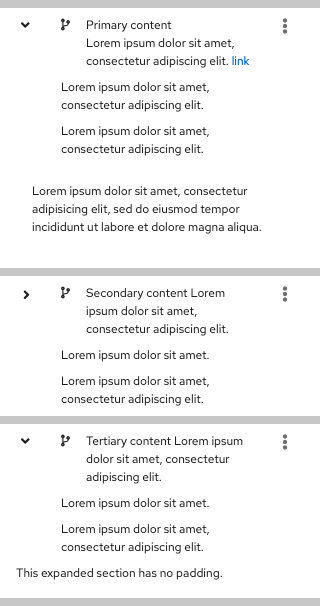 Primary content
Lorem ipsum dolor sit amet,
consectetur adipiscing elit. link
Lorem ipsum dolor sit amet,
consectetur adipiscing elit.
Lorem ipsum dolor sit amet,
consectetur adipiscing elit.
Lorem ipsum dolor sit amet, consectetur
adipisicing elit, sed do eiusmod tempor
incididunt ut labore et dolore magna aliqua.
Secondary content Lorem
ipsum dolor sit amet,
consectetur adipiscing elit.
Lorem ipsum dolor sit amet.
Lorem ipsum dolor sit amet,
consectetur adipiscing elit.
Tertiary content Lorem ipsum
dolor sit amet, consectetur
adipiscing elit.
Lorem ipsum dolor sit amet.
Lorem ipsum dolor sit amet,
consectetur adipiscing elit.
This expanded section has no padding.